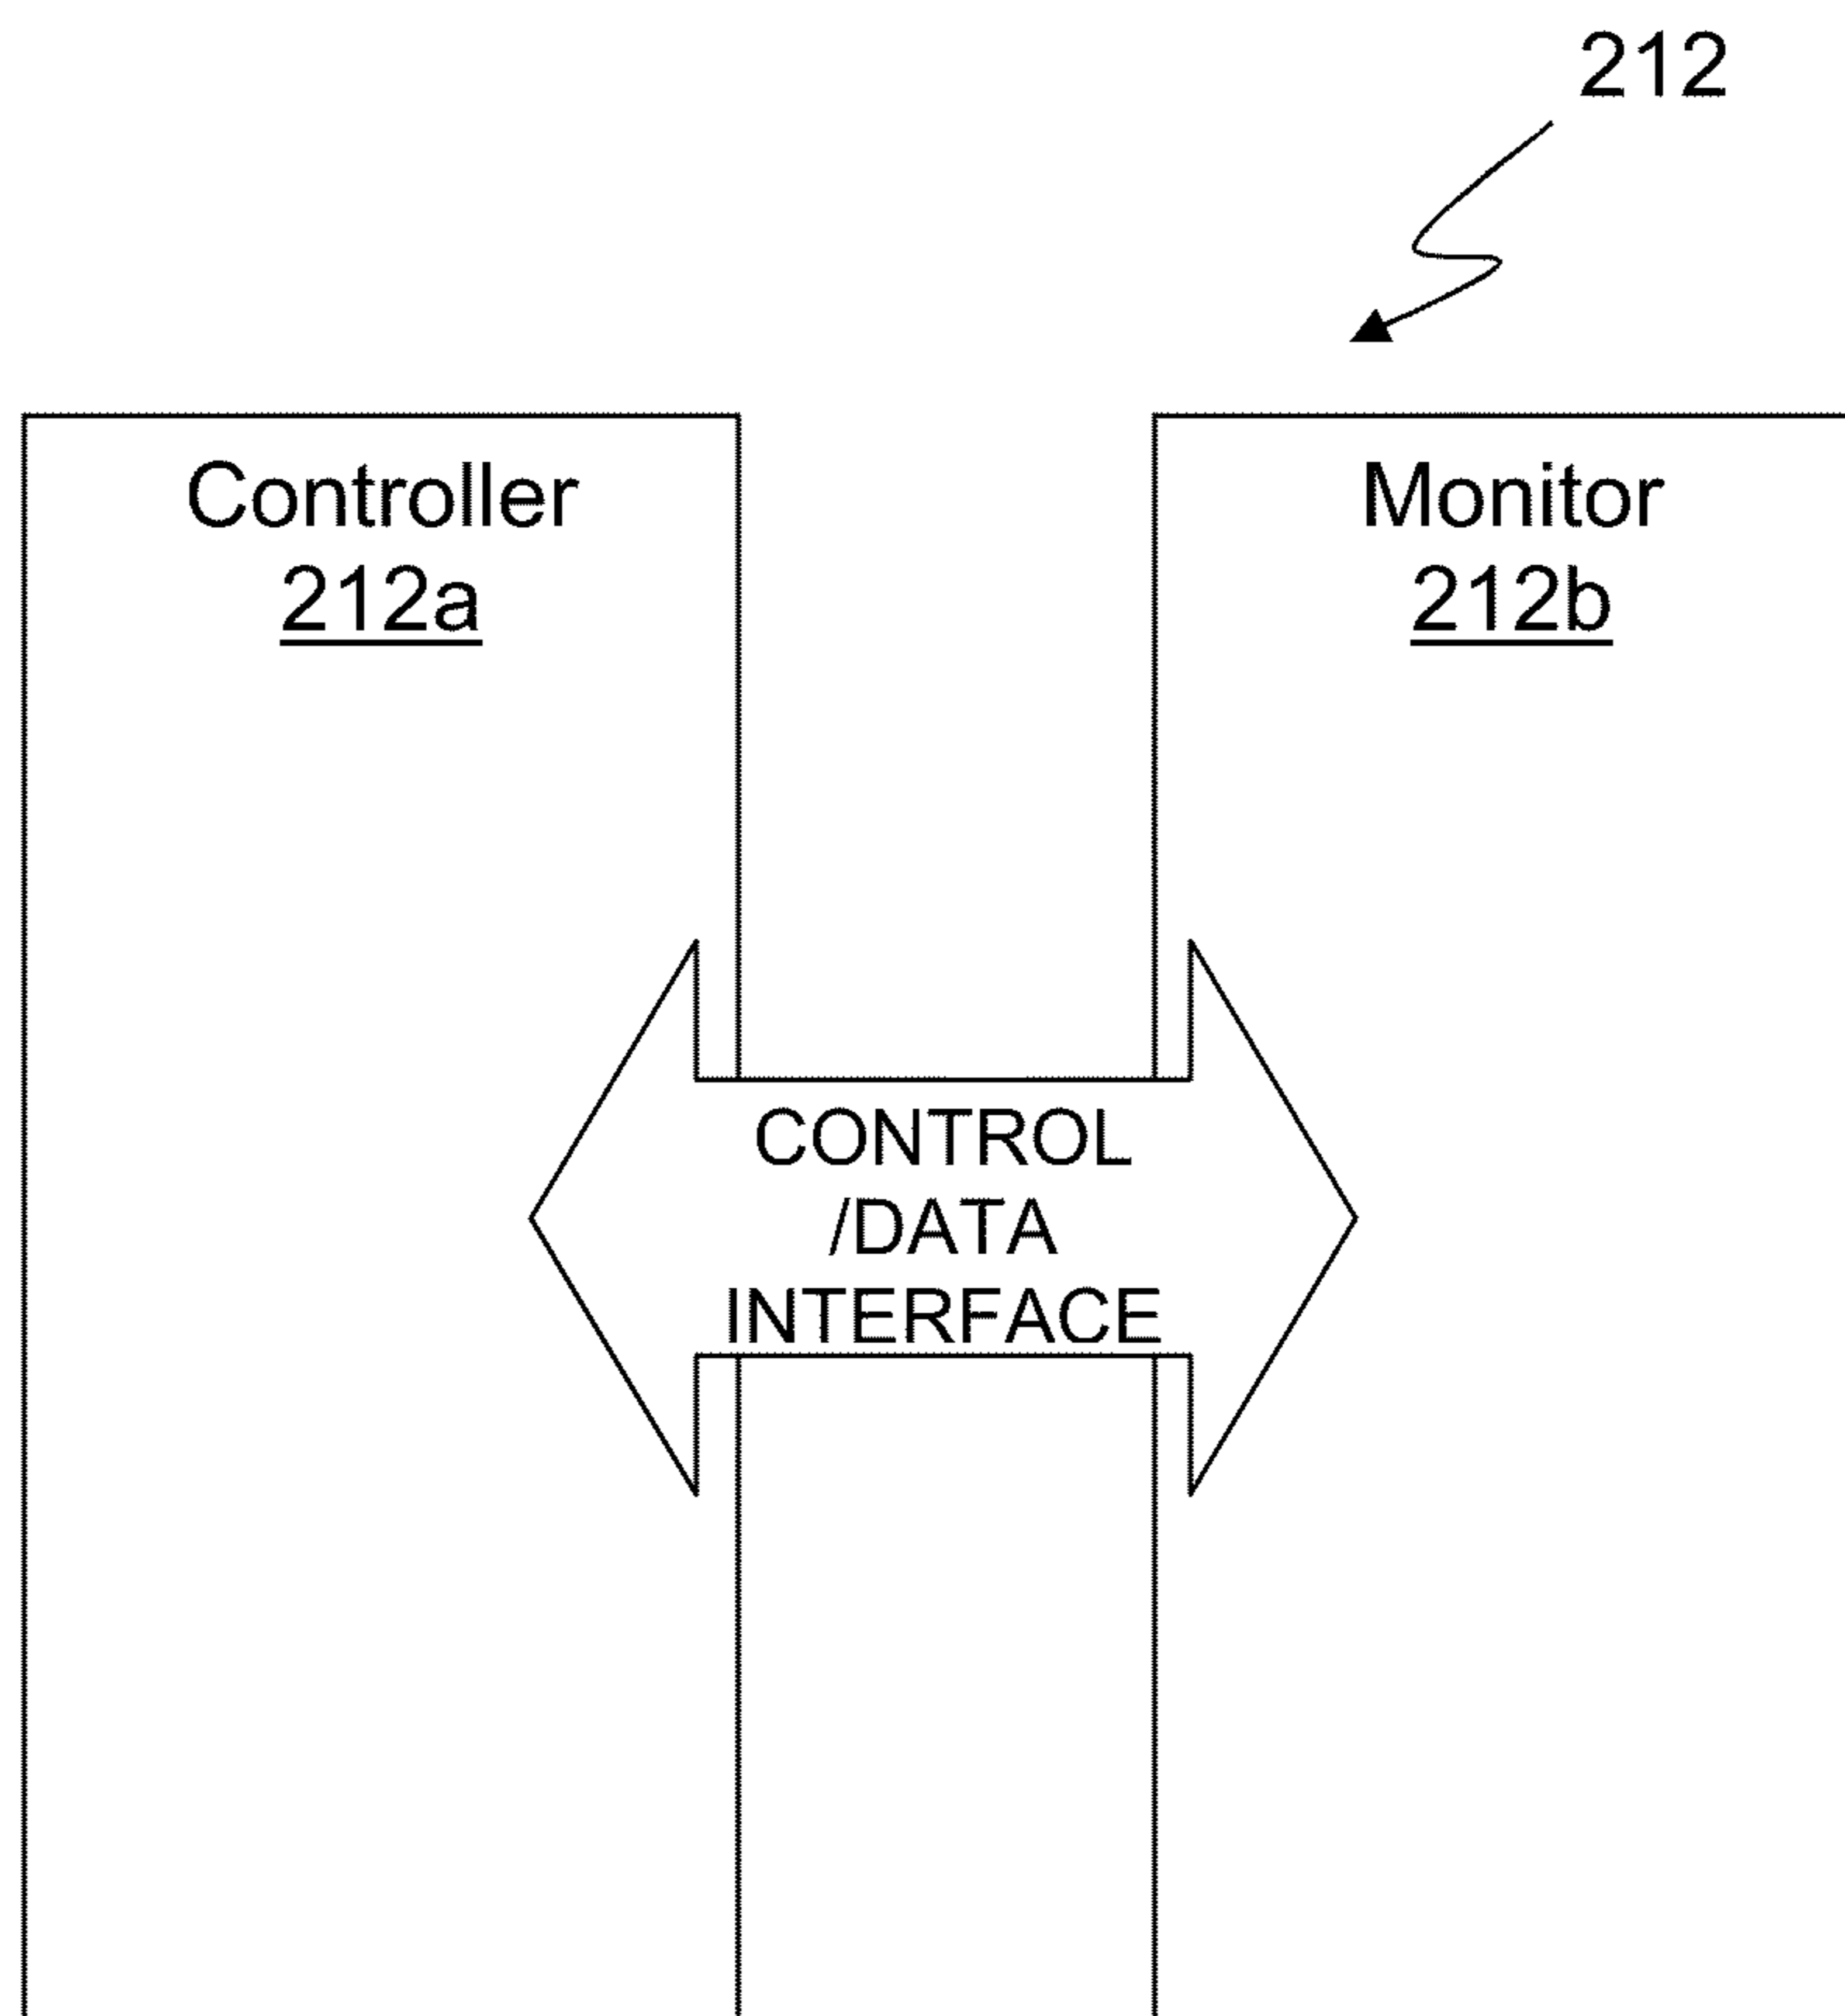 212
Controller
212a
Monitor
212b
CONTROL
/DATA
INTERFACE